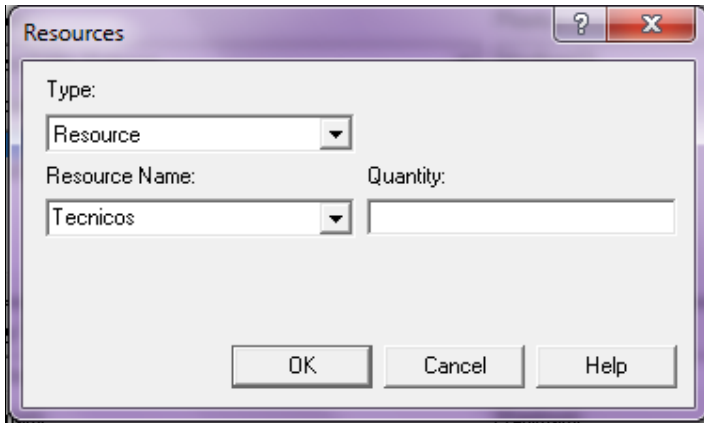 Resources
Type:
Resource
Resource Name: Quantity:
Tecnicos
OK Cancel Help